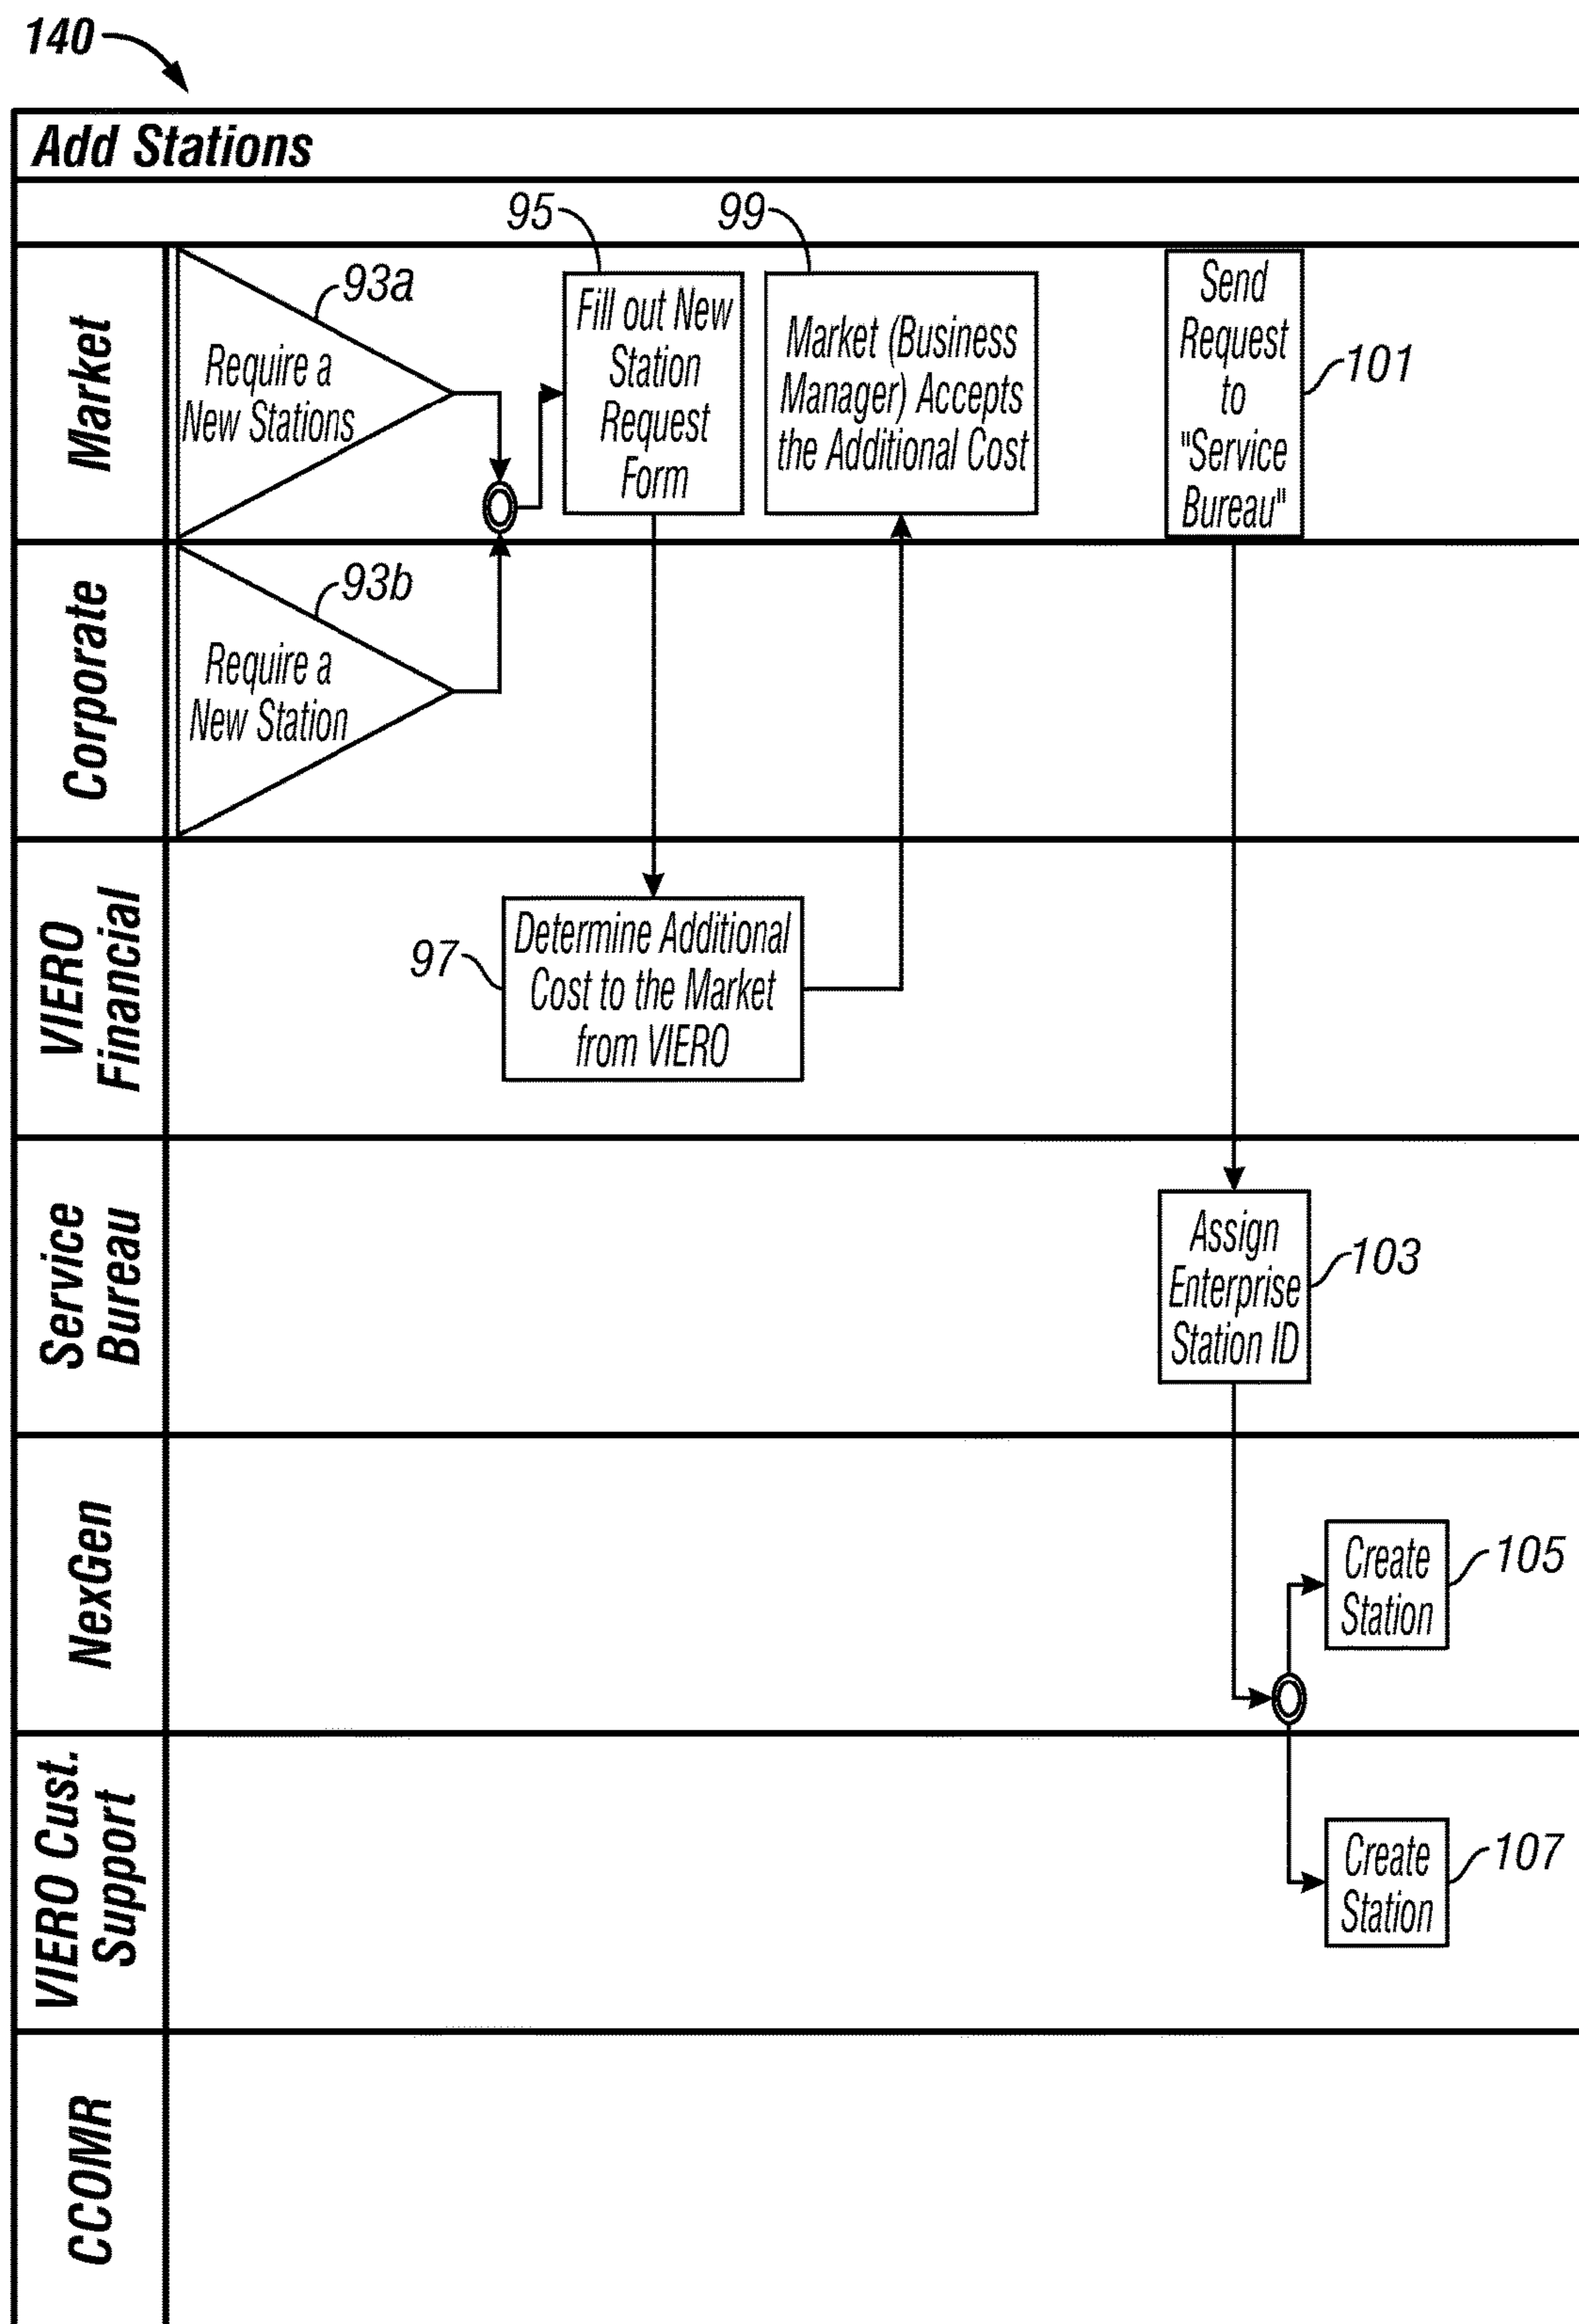 140
Add Stations
95
99
Market
93a
Require a
New Stations
Fill out New
Station
Request
Form
Market (Business
Manager) Accepts
the Additional Cost
Send
Request
to
"Service
Bureau"
101
Corporate
93b
Require a
New Station
VIERO
Financial
97
Determine Additional
Cost to the Market
from VIERO
Service
Bureau
Assign
Enterprise
Station ID
103
NexGen
Create
Station
105
VIERO Cust.
Support
Create
Station
107
CCOMR